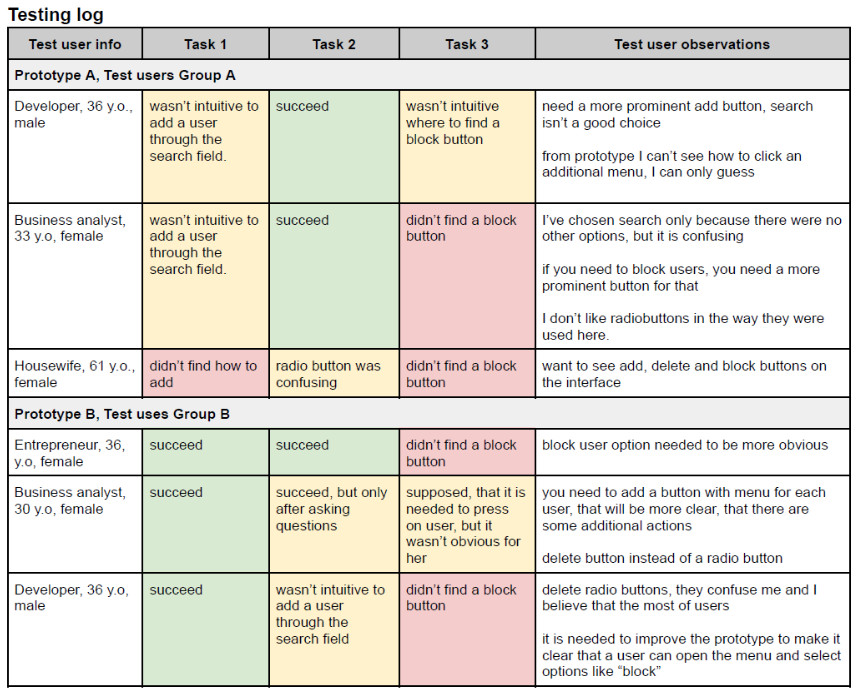 Testing log
Test user info Task 1 Task 2 Task 3 Test user observations
Prototype A, Test users Group A
Developer, 36 y.o.,
male
wasn't intuitive to
add a user
through the
search field.
succeed
wasn't intuitive
where to find a
block button
need a more prominent add button, search
isn't a good choice
from prototype I can't see how to click an
additional menu, I can only guess
Business analyst,
33 y.o, female
wasn't intuitive to
add a user
through the
search field.
succeed
didn't find a block
button
I've chosen search only because there were no
other options, but it is confusing
if you need to block users, you need a more
prominent button for that
I don't like radiobuttons in the way they were
used here.
Housewife, 61 y.o.,
female
didn't find how to
add
radio button was
confusing
didn't find a block
button
want to see add, delete and block buttons on
the interface
Prototype B, Test uses Group B
Entrepreneur, 36,
y.o, female
succeed
succeed
didn't find a block
button
block user option needed to be more obvious
Business analyst,
30 y.o, female
succeed
succeed, but only
after asking
questions
supposed, that it is
needed to press
on user, but it
wasn't obvious for
her
you need to add a button with menu for each
user, that will be more clear, that there are
some additional actions
delete button instead of a radio button
Developer, 36 y.o,
male
succeed
wasn't intuitive to
add a user
through the
search field
didn't find a block
button
delete radio buttons, they confuse me and I
believe that the most of users
it is needed to improve the prototype to make it
clear that a user can open the menu and select
options like “block”